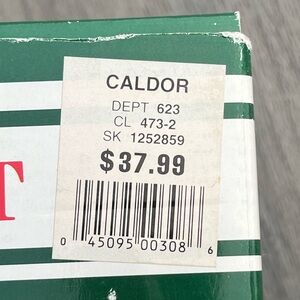 CALDOR
DEPT 623
CL 473-2
SK 1252859
$37.99
0 45095 00308 6
T